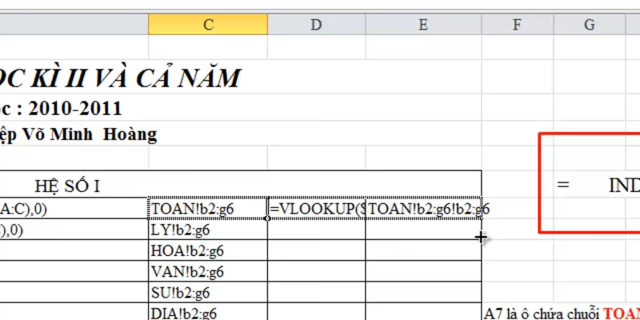 C D E F G H
ỌC KÌ II VÀ CẢ NĂM
c : 2010-2011
iệp Võ Minh Hoàng
HỆ SỐ I
= IND
A:C),0) TOAN!b2:g6 =VLOOKUP($ TOAN!b2:g6!b2:g6
),0) LY!b2:g6
HOA!b2:g6
VAN!b2:g6
SU!b2:g6
DIA!b2:g6 A7 là ô chứa chuỗi TOAN